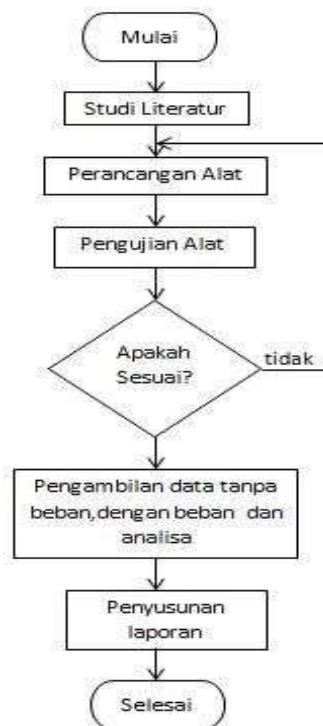 Mulai
Studi Literatur
Perancangan Alat
Pengujian Alat
Apakah
Sesuai?
tidak
Pengambilan data tanpa
beban,dengan beban dan
analisa
Penyusunan
laporan
Selesai